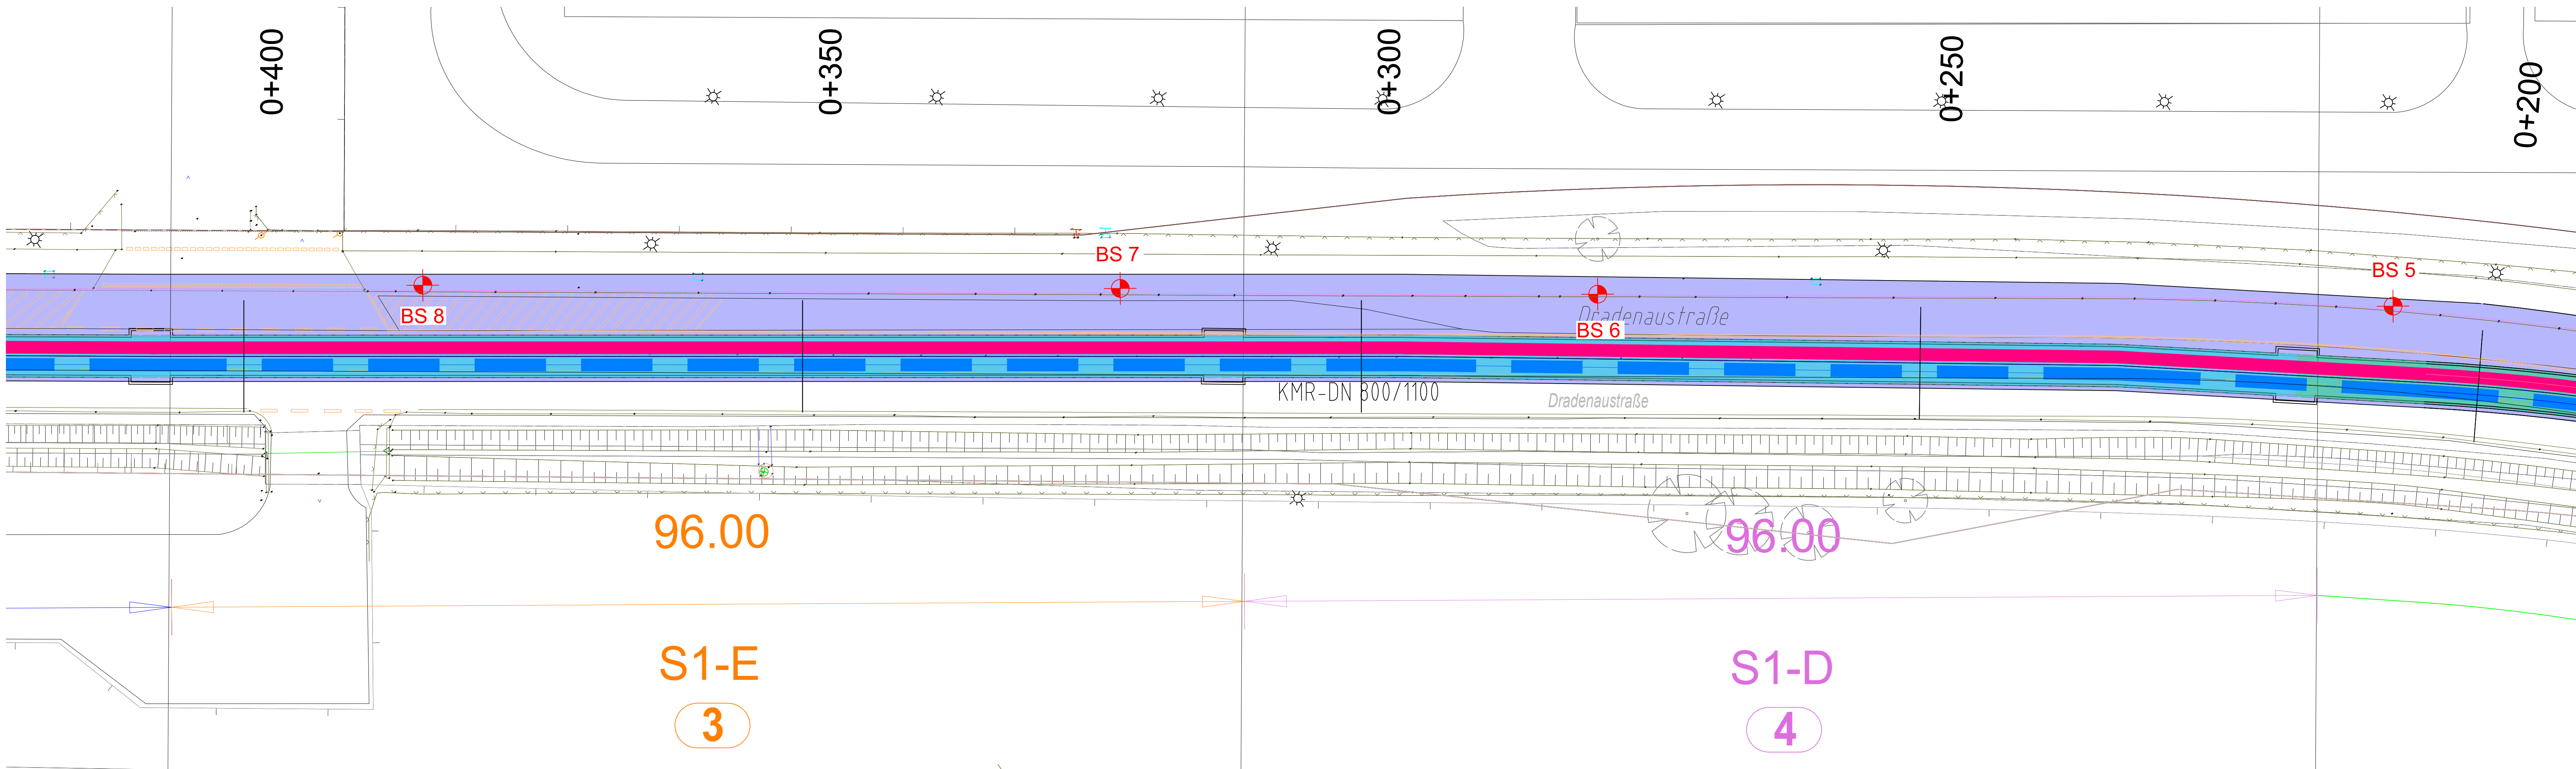 0+400
0+350
0+300
0+250
0+200
BS 7
BS 5
BS 8
Dradenaustraße
BS 6
KMR-DN 800/1100
Dradenaustraße
96.00
96.00
S1-E
S1-D
3
4